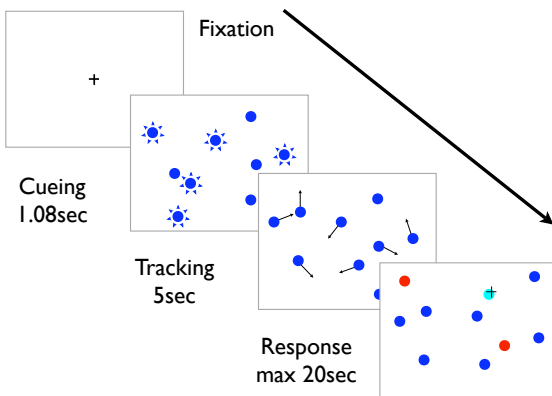 Fixation
Cueing
1.08sec
Tracking
5sec
Response
max 20sec